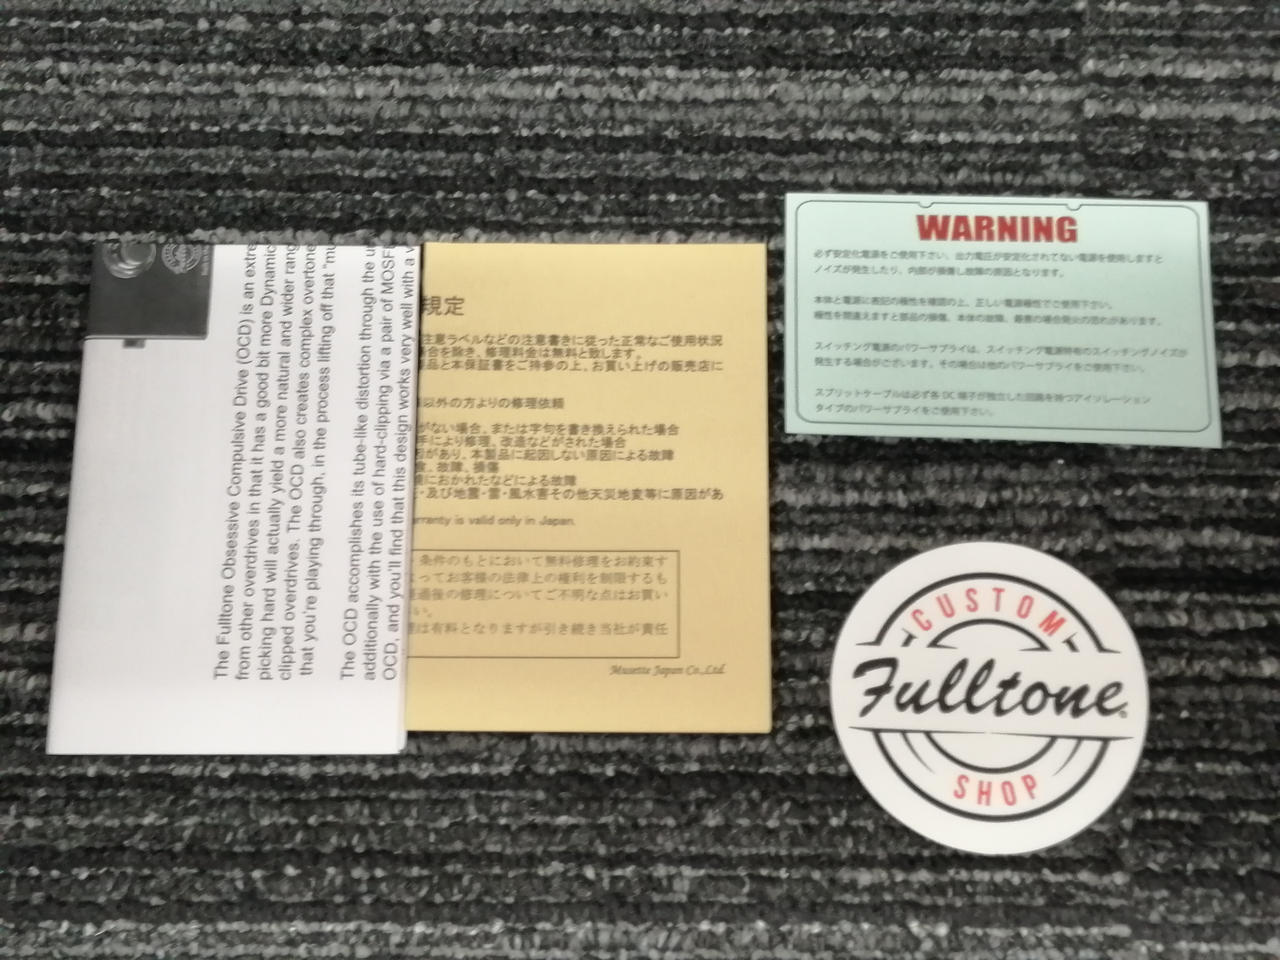 The Fulltone Obsessive Compulsive Drive (OCD) is an extre
from other overdrives in that it has a good bit more Dynamic
picking hard will actually yield a more natural and wider rang
clipped overdrives. The OCD also creates complex overtone
that you're playing through, in the process lifting off that "mu
The OCD accomplishes its tube-like distortion through the u
additionally with the use of hard-clipping via a pair of MOSFE
OCD, and you'll find that this design works very well with a v
規定
注意ラベルなどの注意書きに従った正常なご使用状況
合を除き、修理料金は無料と致します。
品と本保証書をご持参の上、お買い上げの販売店に
以外の方よりの修理依頼
がない場合、または字句を書き換えられた場合
手により修理、改造などがされた場合
があり、本製品に起因しない原因による故障
故障、損傷
におかれたなどによる故障
・及び地震・雷・風水害その他天災地変等に原因があ
rranty is valid only in Japan.
条件のもとにおいて無料修理をお約束す
よってお客様の法律上の権利を制限するも
過後の修理についてご不明な点はお買い
い。
は有料となりますが引き続き当社が責任
Musette Japan Co.,Ltd.
WARNING
必ず安定化電源をご使用下さい、出力電圧が安定化されてない電源を使用しますと
ノイズが発生したり、内部が損傷し故障の原因となります。
本体と電源に表記の極性を確認の上、正しい電源極性でご使用下さい。
極性を間違えますと部品の損傷、本体の故障、最悪の場合発火の恐れがあります。
スイッチング電源のパワーサプライは、スイッチング電源特有のスイッチングノイズが
発生する場合がございます。その場合は他のパワーサプライをご使用下さい。
スプリットケーブルは必ず各 DC 端子が独立した回路を持つアイソレーション
タイプのパワーサプライをご使用下さい。
CUSTOM
Fulltone®
SHOP